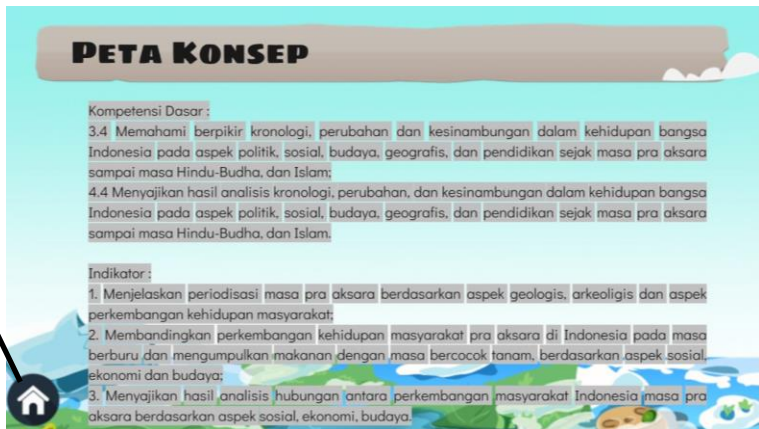 PETA KONSEP
Kompetensi Dasar :
3.4 Memahami berpikir kronologi, perubahan dan kesinambungan dalam kehidupan bangsa
Indonesia pada aspek politik, sosial, budaya, geografis, dan pendidikan sejak masa pra aksara
sampai masa Hindu-Budha, dan Islam;
4.4 Menyajikan hasil analisis kronologi, perubahan, dan kesinambungan dalam kehidupan bangsa
Indonesia pada aspek politik, sosial, budaya, geografis, dan pendidikan sejak masa pra aksara
sampai masa Hindu-Budha, dan Islam.
Indikator :
1. Menjelaskan periodisasi masa pra aksara berdasarkan aspek geologis, arkeoligis dan aspek
perkembangan kehidupan masyarakat;
2. Membandingkan perkembangan kehidupan masyarakat pra aksara di Indonesia pada masa
berburu dan mengumpulkan makanan dengan masa bercocok tanam, berdasarkan aspek sosial,
ekonomi dan budaya;
3. Menyajikan hasil analisis hubungan antara perkembangan masyarakat Indonesia masa pra
aksara berdasarkan aspek sosial, ekonomi, budaya.